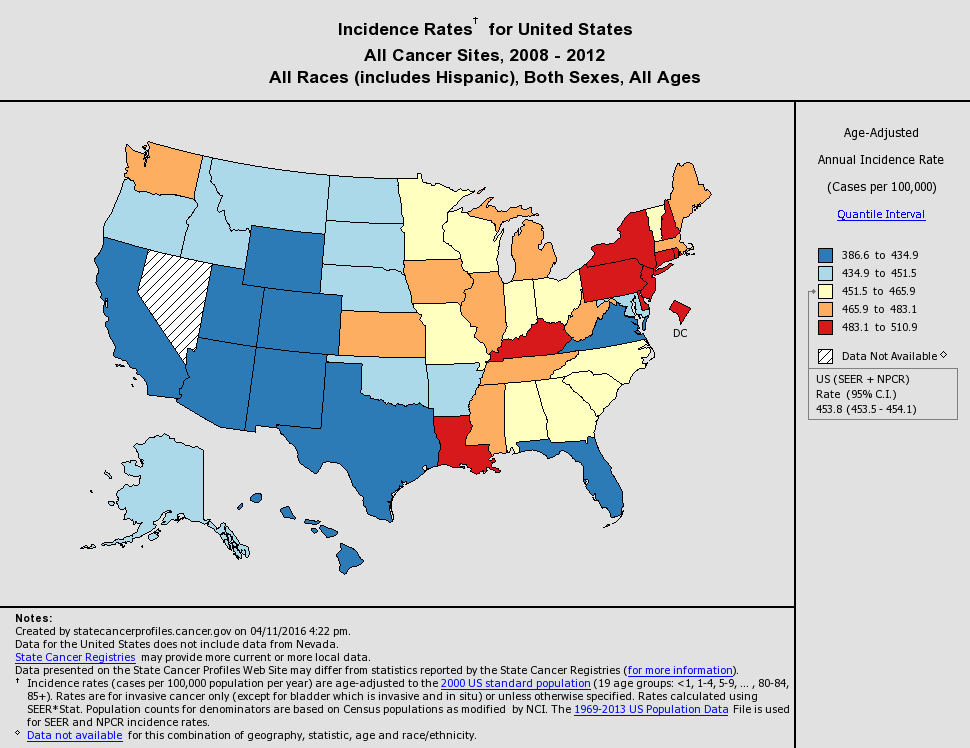 Incidence Rates† for United States
All Cancer Sites, 2008 - 2012
All Races (includes Hispanic), Both Sexes, All Ages
Age-Adjusted
Annual Incidence Rate
(Cases per 100,000)
Quantile Interval
386.6 to 434.9
434.9 to 451.5
451.5 to 465.9
465.9 to 483.1
483.1 to 510.9
Data Not Available ◊
US (SEER + NPCR)
Rate (95% C.I.)
453.8 (453.5 - 454.1)
DC
Notes:
Created by statecancerprofiles.cancer.gov on 04/11/2016 4:22 pm.
Data for the United States does not include data from Nevada.
State Cancer Registries may provide more current or more local data.
Data presented on the State Cancer Profiles Web Site may differ from statistics reported by the State Cancer Registries (for more information).
† Incidence rates (cases per 100,000 population per year) are age-adjusted to the 2000 US standard population (19 age groups: <1, 1-4, 5-9, ... , 80-84,
85+). Rates are for invasive cancer only (except for bladder which is invasive and in situ) or unless otherwise specified. Rates calculated using
SEER*Stat. Population counts for denominators are based on Census populations as modified by NCI. The 1969-2013 US Population Data File is used
for SEER and NPCR incidence rates.
◊ Data not available for this combination of geography, statistic, age and race/ethnicity.